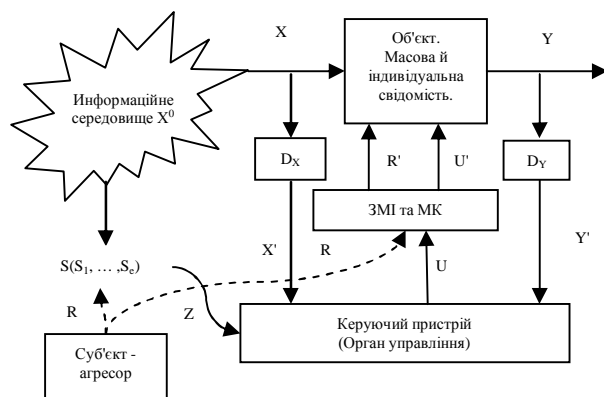 X
Об'єкт.
Масова й
індивідуальна
свідомість.
Y
Информаційне
середовище X⁰
D_X
R'
U'
D_Y
ЗМІ та МК
X'
R
U
Y'
S(S₁, … ,Sₑ)
R
Z
Керуючий пристрій
(Орган управління)
Суб'єкт -
агресор